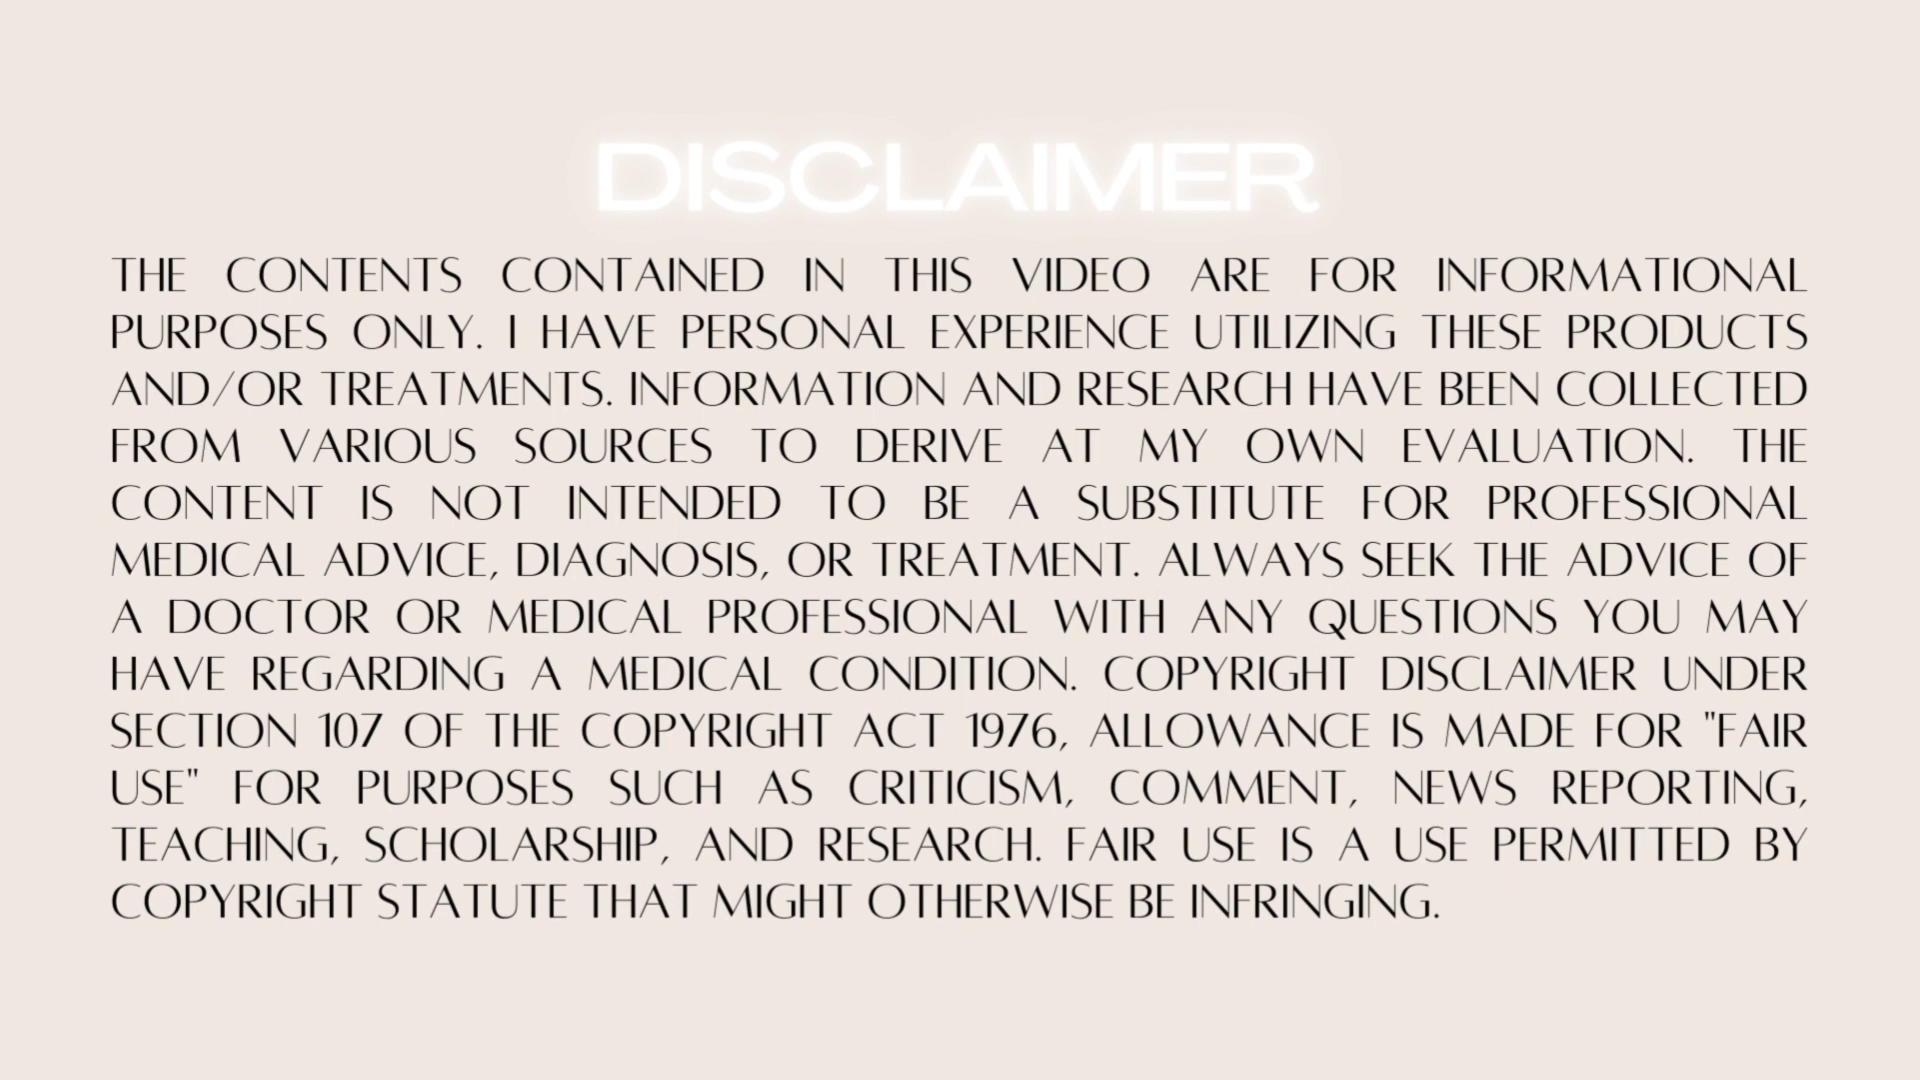 DISCLAIMER
THE CONTENTS CONTAINED IN THIS VIDEO ARE FOR INFORMATIONAL
PURPOSES ONLY. I HAVE PERSONAL EXPERIENCE UTILIZING THESE PRODUCTS
AND/OR TREATMENTS. INFORMATION AND RESEARCH HAVE BEEN COLLECTED
FROM VARIOUS SOURCES TO DERIVE AT MY OWN EVALUATION. THE
CONTENT IS NOT INTENDED TO BE A SUBSTITUTE FOR PROFESSIONAL
MEDICAL ADVICE, DIAGNOSIS, OR TREATMENT. ALWAYS SEEK THE ADVICE OF
A DOCTOR OR MEDICAL PROFESSIONAL WITH ANY QUESTIONS YOU MAY
HAVE REGARDING A MEDICAL CONDITION. COPYRIGHT DISCLAIMER UNDER
SECTION 107 OF THE COPYRIGHT ACT 1976, ALLOWANCE IS MADE FOR "FAIR
USE" FOR PURPOSES SUCH AS CRITICISM, COMMENT, NEWS REPORTING,
TEACHING, SCHOLARSHIP, AND RESEARCH. FAIR USE IS A USE PERMITTED BY
COPYRIGHT STATUTE THAT MIGHT OTHERWISE BE INFRINGING.